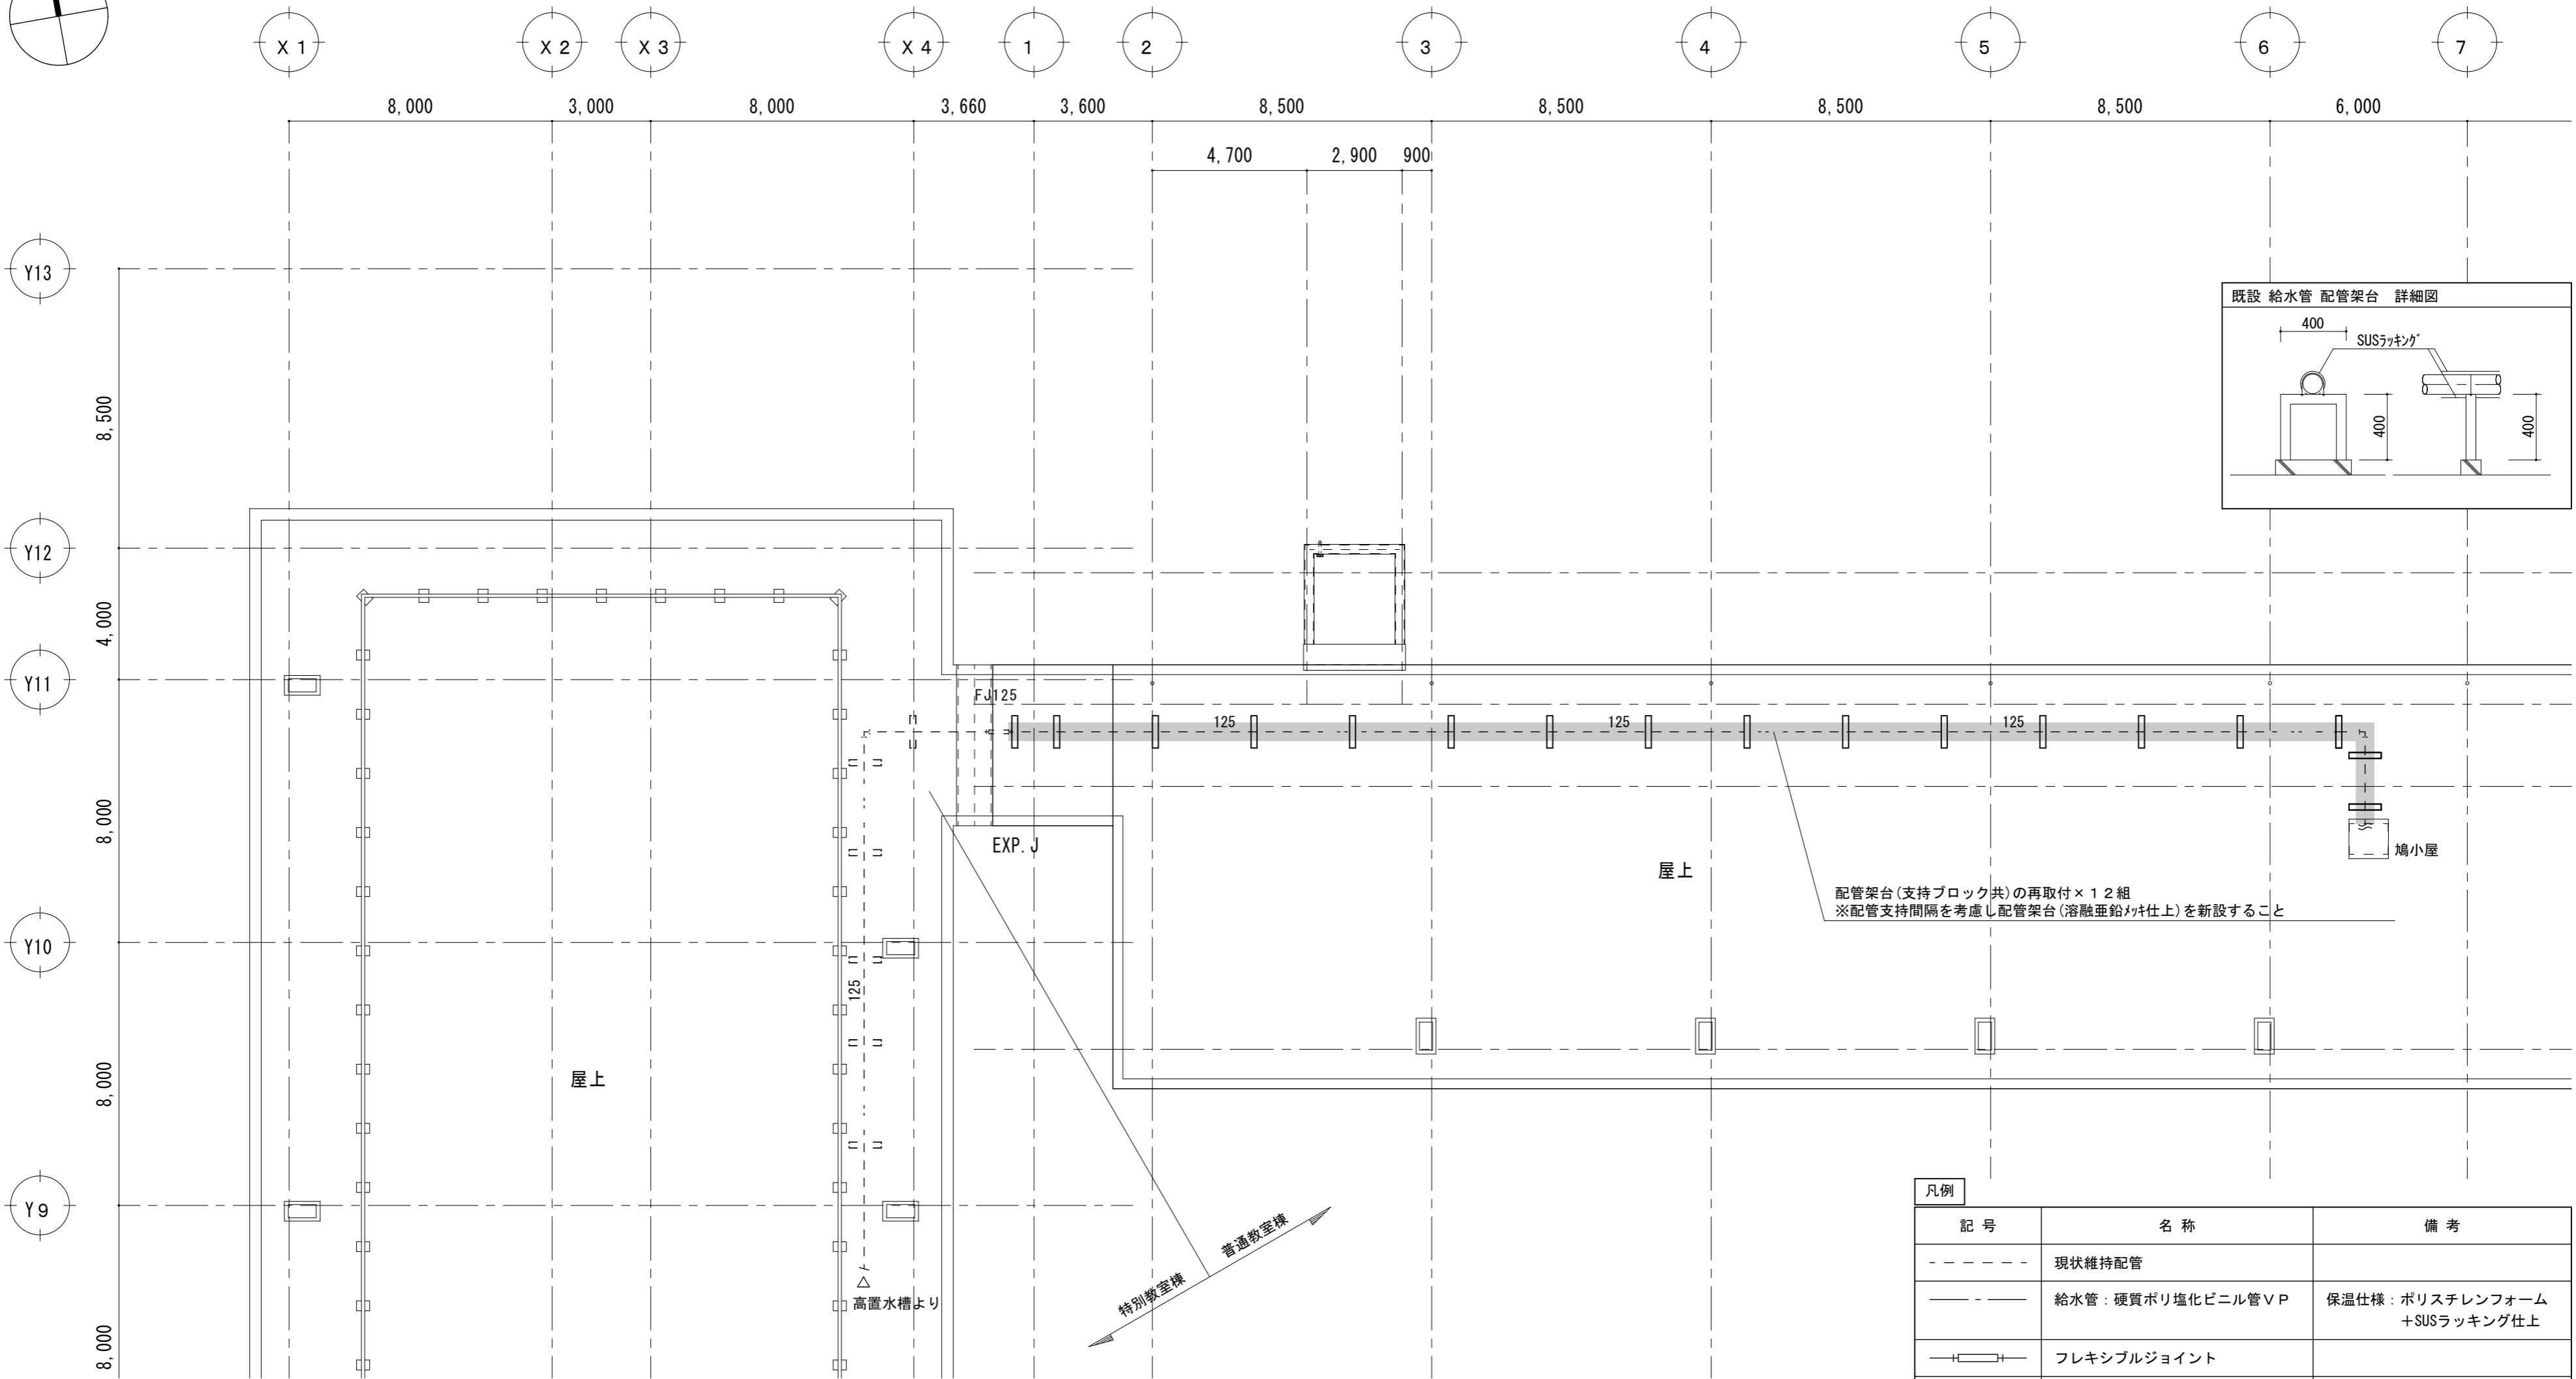 X 1
X 2
X 3
X 4
1
2
3
4
5
6
7
8,000
3,000
8,000
3,660
3,600
8,500
8,500
8,500
8,500
6,000
4,700
2,900
900
Y13
8,500
Y12
4,000
Y11
8,000
Y10
8,000
Y9
8,000
既設 給水管 配管架台 詳細図
400
SUSラッキング
400
400
FJ125
125
125
125
EXP.J
鳩小屋
屋上
配管架台(支持ブロック共)の再取付×12組
※配管支持間隔を考慮し配管架台(溶融亜鉛メッキ仕上)を新設すること
125
屋上
高置水槽より
普通教室棟
特別教室棟
凡例
記 号 名 称 備 考
現状維持配管
給水管:硬質ポリ塩化ビニル管VP 保温仕様:ポリスチレンフォーム
+SUSラッキング仕上
フレキシブルジョイント